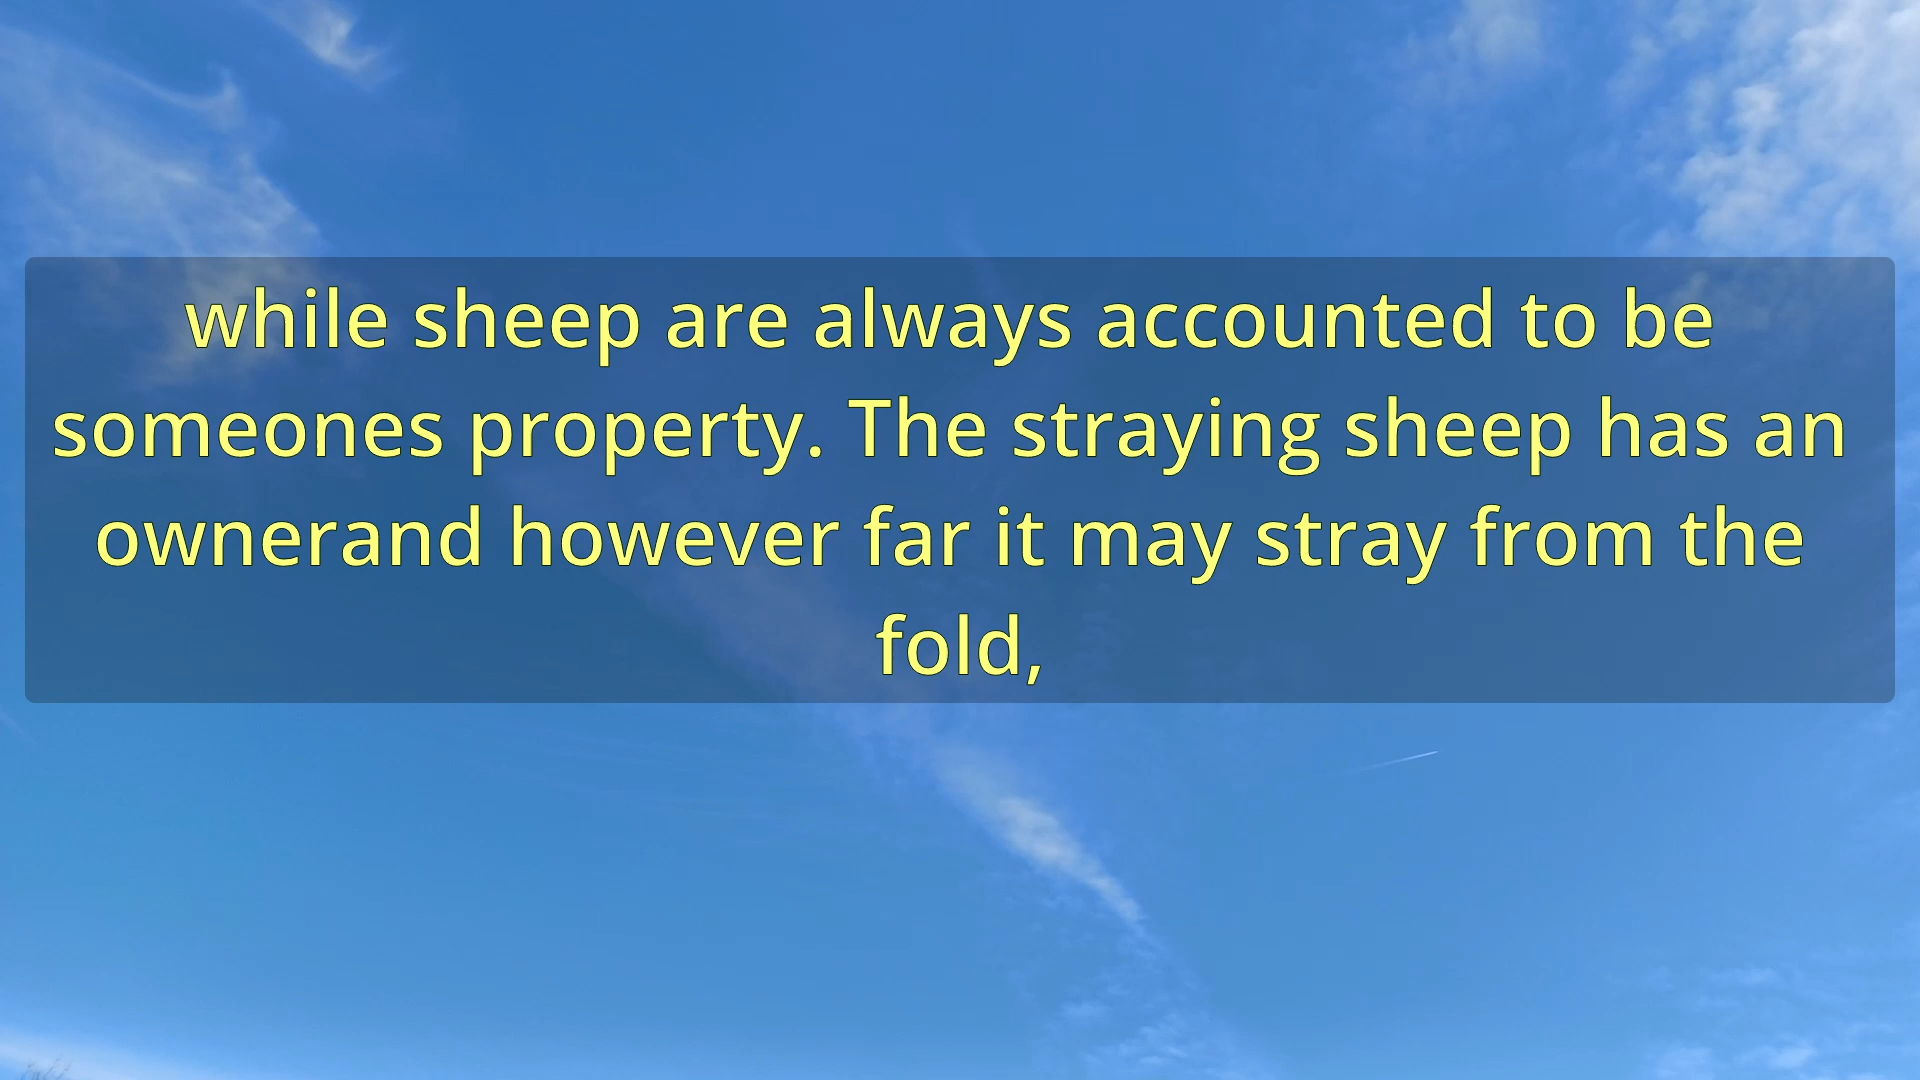 while sheep are always accounted to be
someones property. The straying sheep has an
ownerand however far it may stray from the
fold,